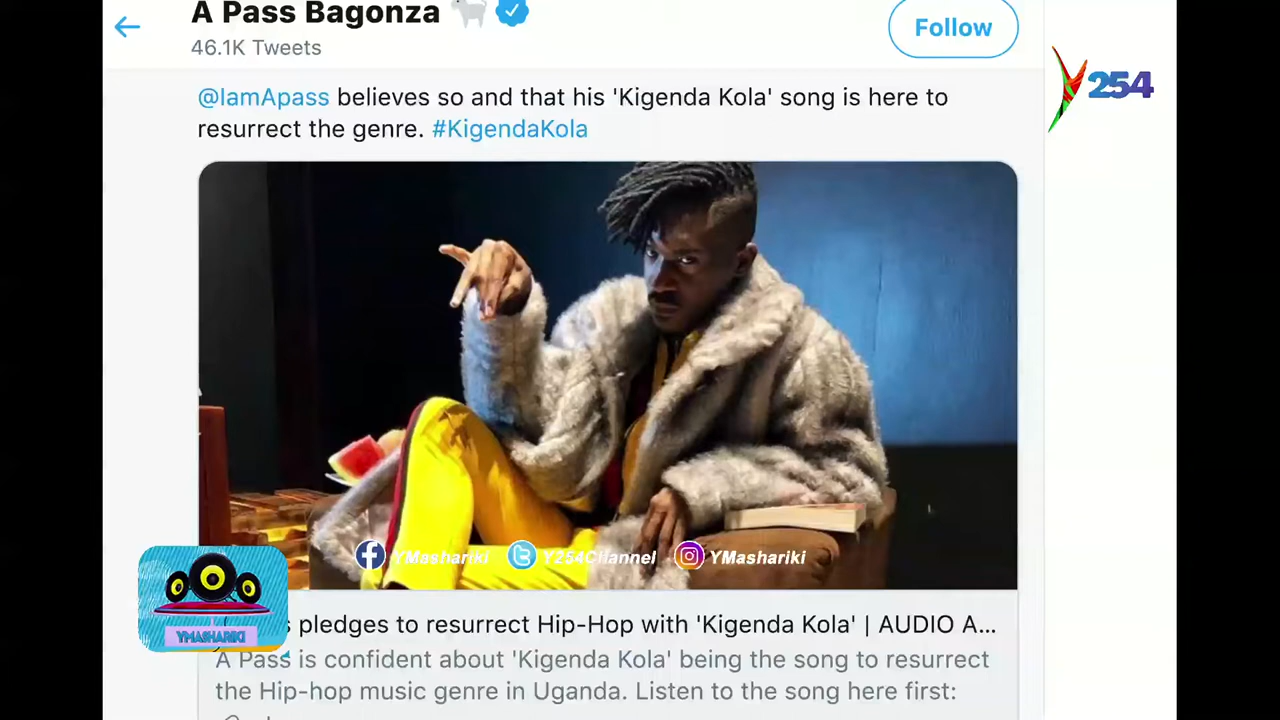 A Pass Bagonza
46.1K Tweets
Follow
Y254
@IamApass believes so and that his 'Kigenda Kola' song is here to
resurrect the genre. #KigendaKola
YMashariki Y254Channel YMashariki
YMASHARIKI
pledges to resurrect Hip-Hop with 'Kigenda Kola' | AUDIO A...
A Pass is confident about 'Kigenda Kola' being the song to resurrect
the Hip-hop music genre in Uganda. Listen to the song here first: